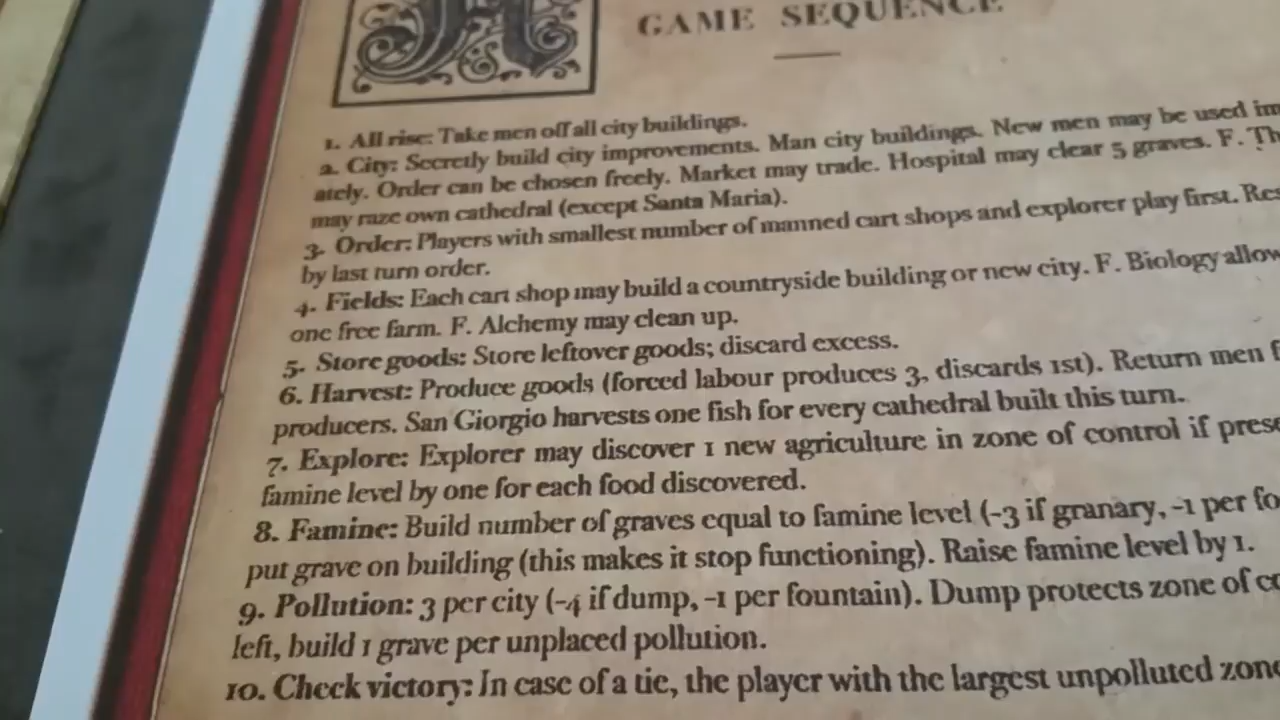 GAME SEQUENCE
1. All rise: Take men off all city buildings.
2. City: Secretly build city improvements. Man city buildings. New men may be used im
ately. Order can be chosen freely. Market may trade. Hospital may clear 5 graves. F. Th
may raze own cathedral (except Santa Maria).
3. Order: Players with smallest number of manned cart shops and explorer play first. Res
by last turn order.
4. Fields: Each cart shop may build a countryside building or new city. F. Biology allow
one free farm. F. Alchemy may clean up.
5. Store goods: Store leftover goods; discard excess.
6. Harvest: Produce goods (forced labour produces 3, discards 1st). Return men f
producers. San Giorgio harvests one fish for every cathedral built this turn.
7. Explore: Explorer may discover 1 new agriculture in zone of control if prese
famine level by one for each food discovered.
8. Famine: Build number of graves equal to famine level (-3 if granary, -1 per fo
put grave on building (this makes it stop functioning). Raise famine level by 1.
9. Pollution: 3 per city (-4 if dump, -1 per fountain). Dump protects zone of co
left, build 1 grave per unplaced pollution.
10. Check victory: In case of a tie, the player with the largest unpolluted zone